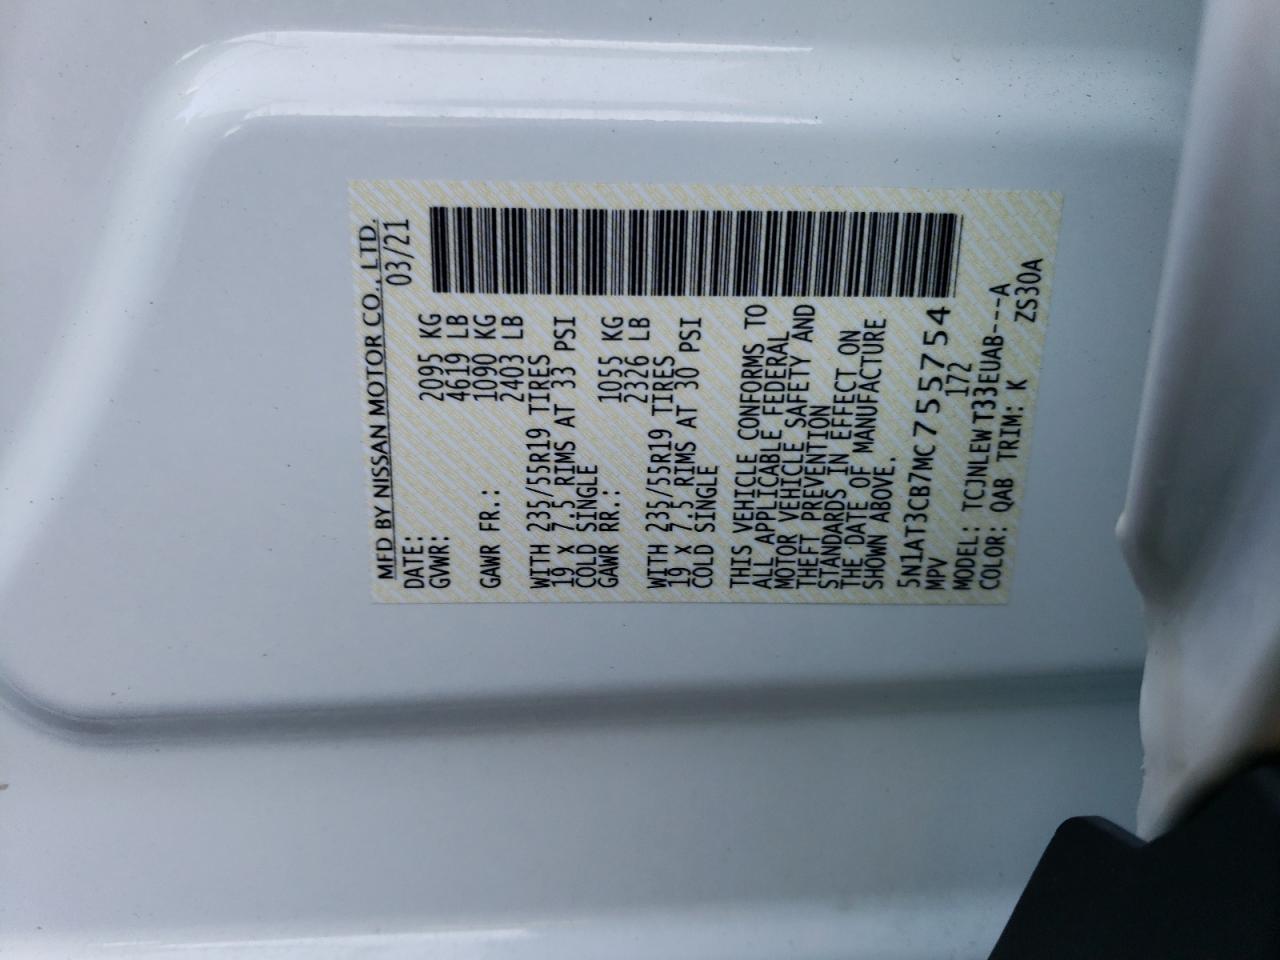 MFD BY NISSAN MOTOR CO., LTD.
DATE: 03/21
GVWR: 2095 KG
4619 LB
GAWR FR.: 1090 KG
2403 LB
WITH 235/55R19 TIRES
19 X 7.5 RIMS AT 33 PSI
COLD SINGLE
GAWR RR.: 1055 KG
2326 LB
WITH 235/55R19 TIRES
19 X 7.5 RIMS AT 30 PSI
COLD SINGLE
THIS VEHICLE CONFORMS TO
ALL APPLICABLE FEDERAL
MOTOR VEHICLE SAFETY AND
THEFT PREVENTION
STANDARDS IN EFFECT ON
THE DATE OF MANUFACTURE
SHOWN ABOVE.
5N1AT3CB7MC755754
MPV 172
MODEL: TCJNLEWT33EUAB---A
COLOR: QAB TRIM: K ZS30A